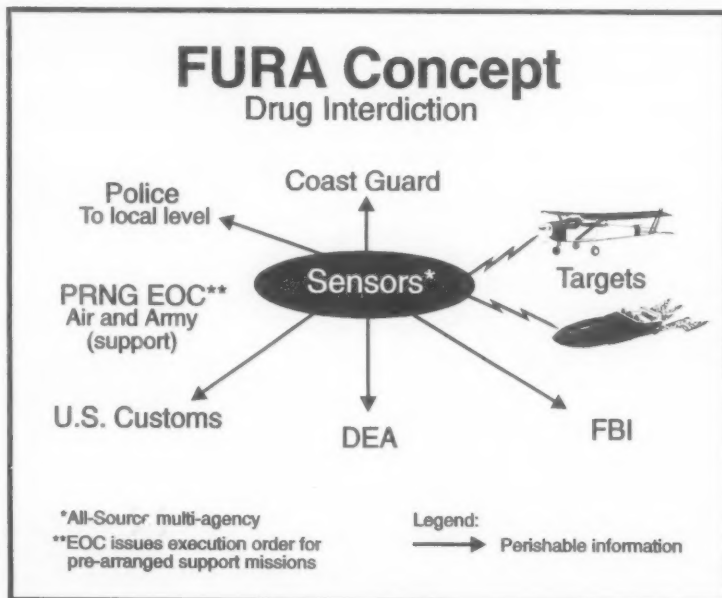 FURA Concept
Drug Interdiction
Coast Guard
Police
To local level
Sensors*
Targets
PRNG EOC**
Air and Army
(support)
U.S. Customs
DEA
FBI
*All-Source multi-agency
**EOC issues execution order for
pre-arranged support missions
Legend:
Perishable information